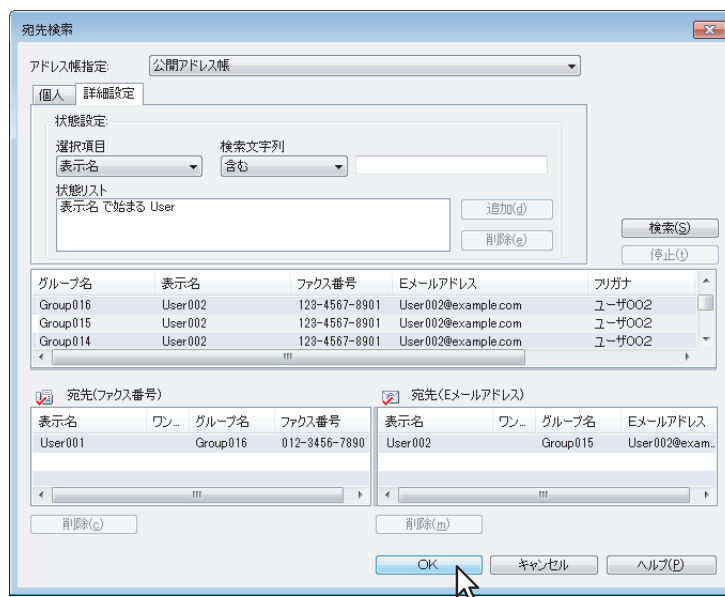 宛先検索
アドレス帳指定: 公開アドレス帳
個人 詳細設定
状態設定:
選択項目 検索文字列
表示名 含む
状態リスト
表示名 で始まる User
追加(d)
削除(e)
検索(S)
停止(t)
グループ名 表示名 ファクス番号 Eメールアドレス フリガナ
Group016 User002 123-4567-8901 User002@example.com ユーザ002
Group015 User002 123-4567-8901 User002@example.com ユーザ002
Group014 User002 123-4567-8901 User002@example.com ユーザ002
宛先(ファクス番号) 宛先(Eメールアドレス)
表示名 ワン... グループ名 ファクス番号 表示名 ワン... グループ名 Eメールアドレス
User001 Group016 012-3456-7890 User002 Group015 User002@exam..
削除(c) 削除(m)
OK キャンセル ヘルプ(P)